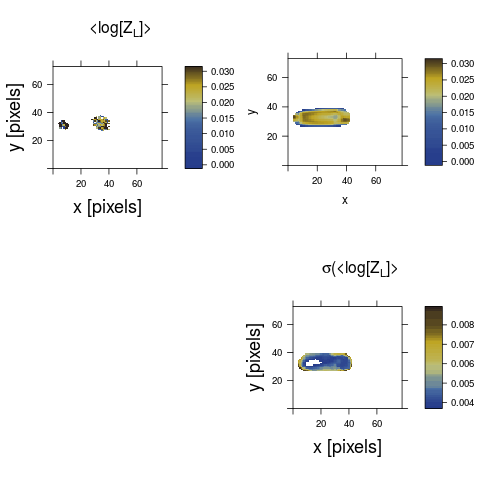 <log[Z_L]>
60
40
20
20 40 60
y [pixels]
x [pixels]
0.030
0.025
0.020
0.015
0.010
0.005
0.000
60
40
20
20 40 60
y
x
0.030
0.025
0.020
0.015
0.010
0.005
0.000
σ(<log[Z_L]>
60
40
20
20 40 60
y [pixels]
x [pixels]
0.008
0.007
0.006
0.005
0.004